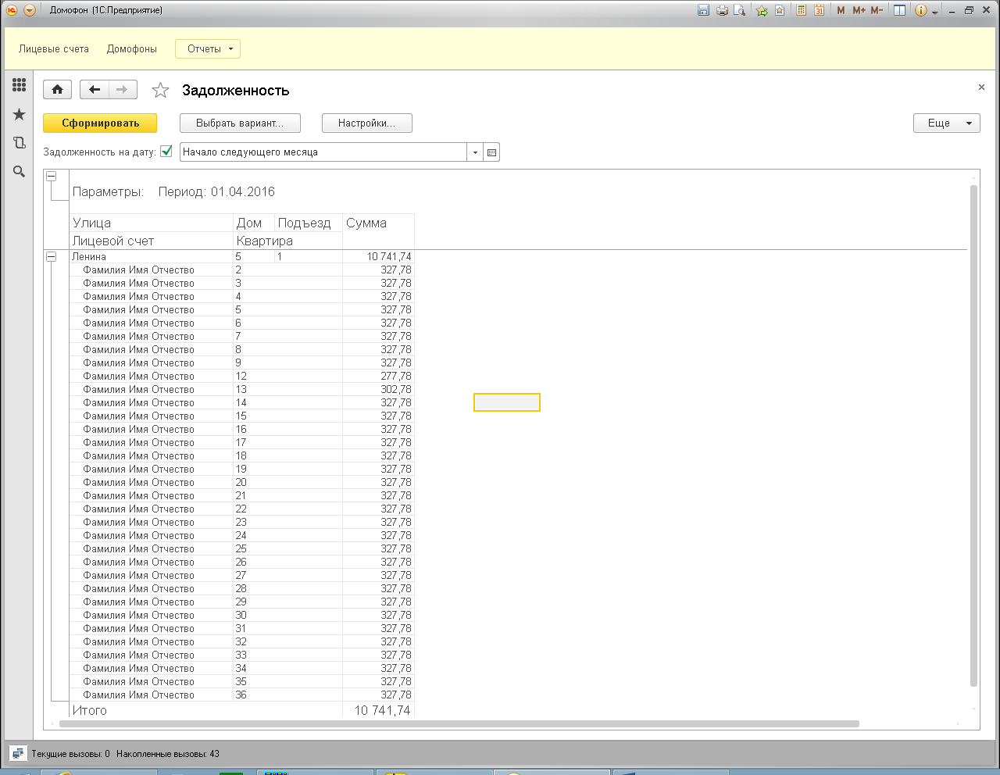 Домофон (1С:Предприятие)
M M+ M-
Лицевые счета Домофоны Отчеты
Задолженность
Сформировать Выбрать вариант... Настройки... Еще
Задолженность на дату: Начало следующего месяца
Параметры: Период: 01.04.2016
Улица Дом Подъезд Сумма
Лицевой счет Квартира
Ленина 5 1 10 741,74
Фамилия Имя Отчество 2 327,78
Фамилия Имя Отчество 3 327,78
Фамилия Имя Отчество 4 327,78
Фамилия Имя Отчество 5 327,78
Фамилия Имя Отчество 6 327,78
Фамилия Имя Отчество 7 327,78
Фамилия Имя Отчество 8 327,78
Фамилия Имя Отчество 9 327,78
Фамилия Имя Отчество 12 277,78
Фамилия Имя Отчество 13 302,78
Фамилия Имя Отчество 14 327,78
Фамилия Имя Отчество 15 327,78
Фамилия Имя Отчество 16 327,78
Фамилия Имя Отчество 17 327,78
Фамилия Имя Отчество 18 327,78
Фамилия Имя Отчество 19 327,78
Фамилия Имя Отчество 20 327,78
Фамилия Имя Отчество 21 327,78
Фамилия Имя Отчество 22 327,78
Фамилия Имя Отчество 23 327,78
Фамилия Имя Отчество 24 327,78
Фамилия Имя Отчество 25 327,78
Фамилия Имя Отчество 26 327,78
Фамилия Имя Отчество 27 327,78
Фамилия Имя Отчество 28 327,78
Фамилия Имя Отчество 29 327,78
Фамилия Имя Отчество 30 327,78
Фамилия Имя Отчество 31 327,78
Фамилия Имя Отчество 32 327,78
Фамилия Имя Отчество 33 327,78
Фамилия Имя Отчество 34 327,78
Фамилия Имя Отчество 35 327,78
Фамилия Имя Отчество 36 327,78
Итого 10 741,74
Текущие вызовы: 0 Накопленные вызовы: 43